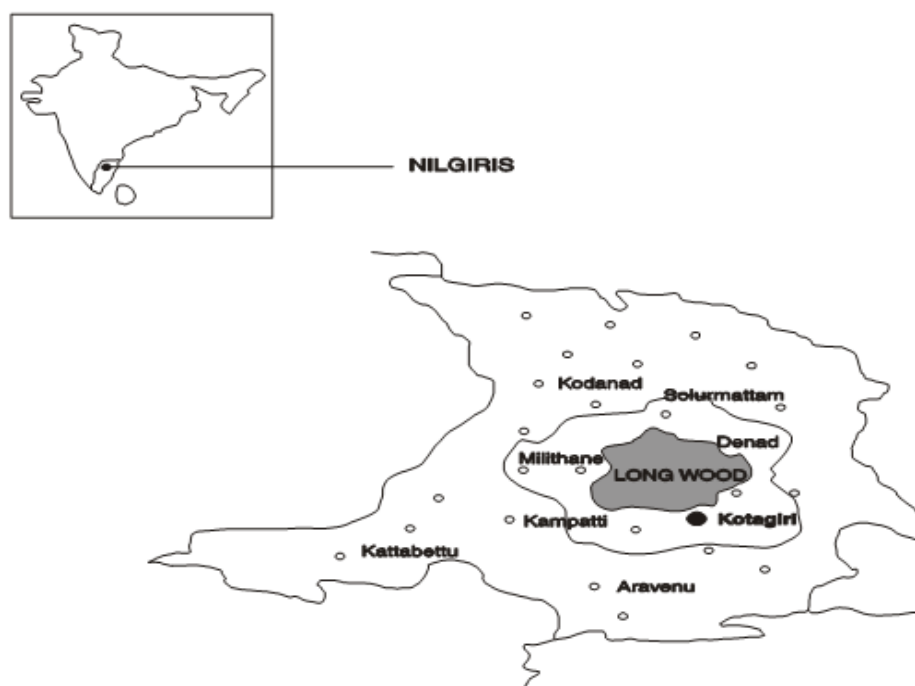 NILGIRIS
Kodanad
Solurmattam
Denad
Milithane
LONG WOOD
Kampatti
Kotagiri
Kattabettu
Aravenu